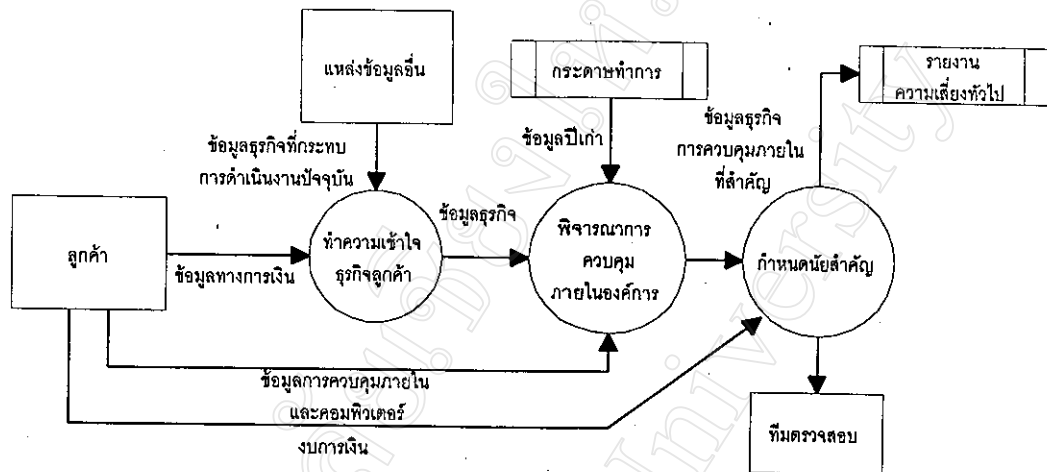 แหล่งข้อมูลอื่น
กระดาษทำการ
รายงาน
ความเสี่ยงทั่วไป
ข้อมูลธุรกิจที่กระทบ
การดำเนินงานปัจจุบัน
ข้อมูลปีเก่า
ข้อมูลธุรกิจ
การควบคุมภายใน
ที่สำคัญ
ลูกค้า
ข้อมูลทางการเงิน
ทำความเข้าใจ
ธุรกิจลูกค้า
ข้อมูลธุรกิจ
พิจารณาการ
ควบคุม
ภายในองค์การ
กำหนดนัยสำคัญ
ข้อมูลการควบคุมภายใน
และคอมพิวเตอร์
งบการเงิน
ทีมตรวจสอบ
University
University